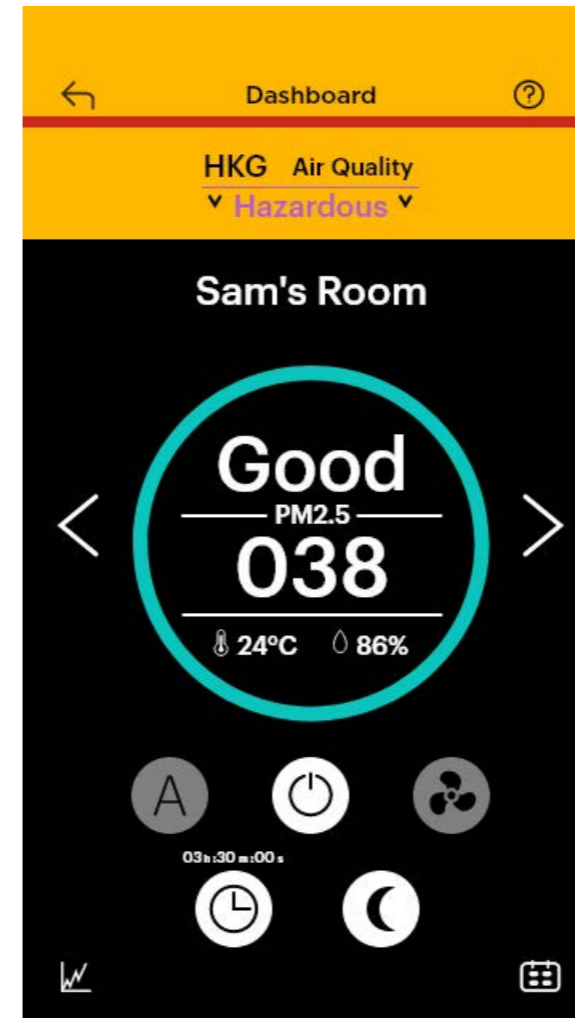 Dashboard
HKG Air Quality
Hazardous
Sam's Room
Good
PM2.5
038
24°C 86%
A
03h:30m:00s